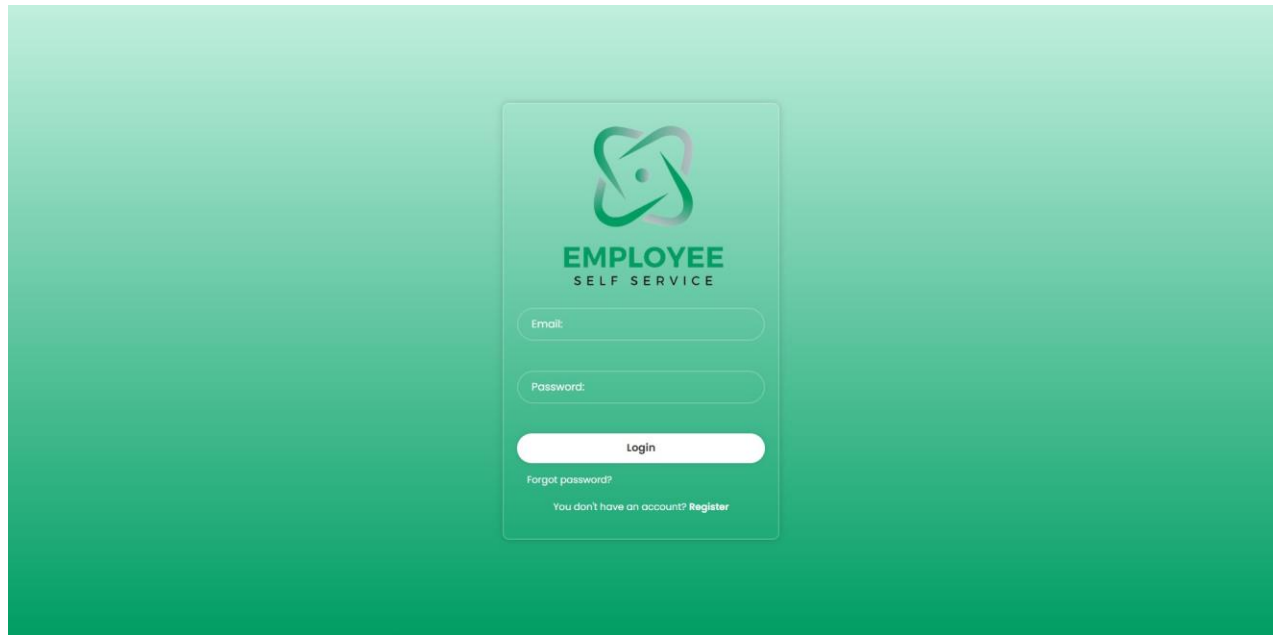 EMPLOYEE
SELF SERVICE
Email:
Password:
Login
Forgot password?
You don't have an account? Register